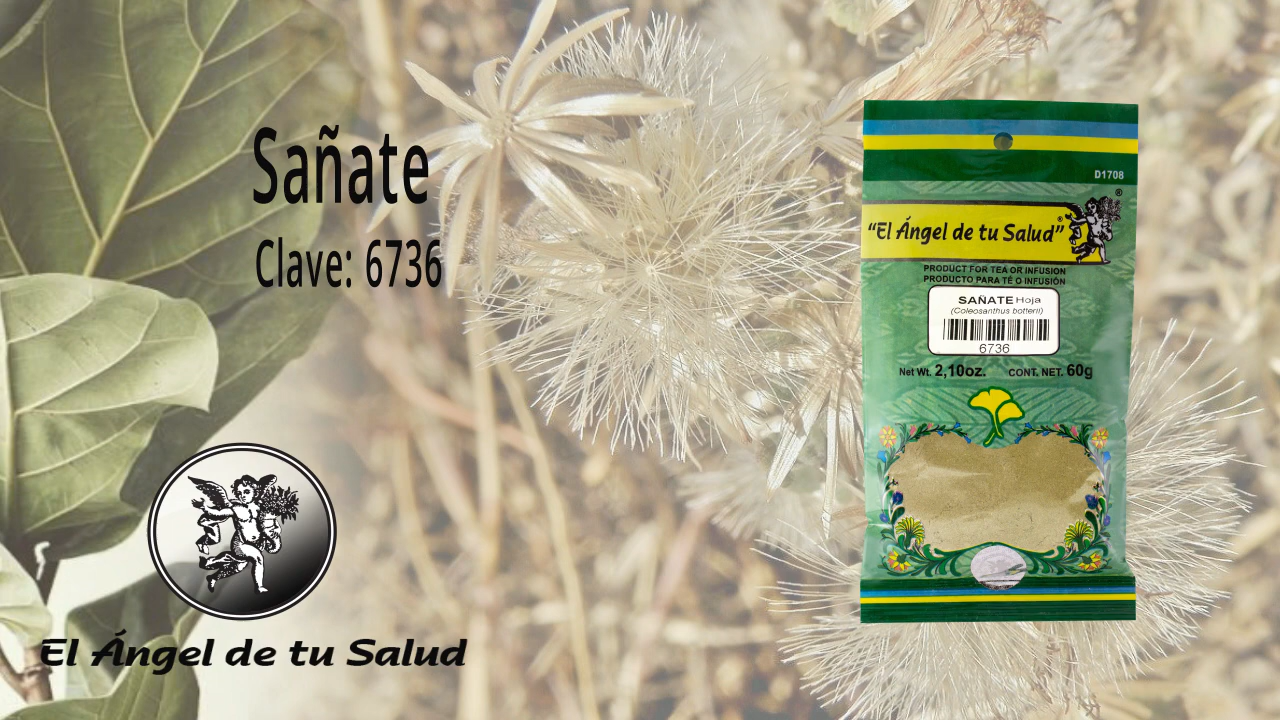 Sañate
Clave: 6736
El Ángel de tu Salud
D1708
®
"El Ángel de tu Salud"®
PRODUCT FOR TEA OR INFUSION
PRODUCTO PARA TÉ O INFUSIÓN
SAÑATE Hoja
(Coleosanthus botterii)
6736
Net Wt. 2,10oz. CONT. NET. 60g